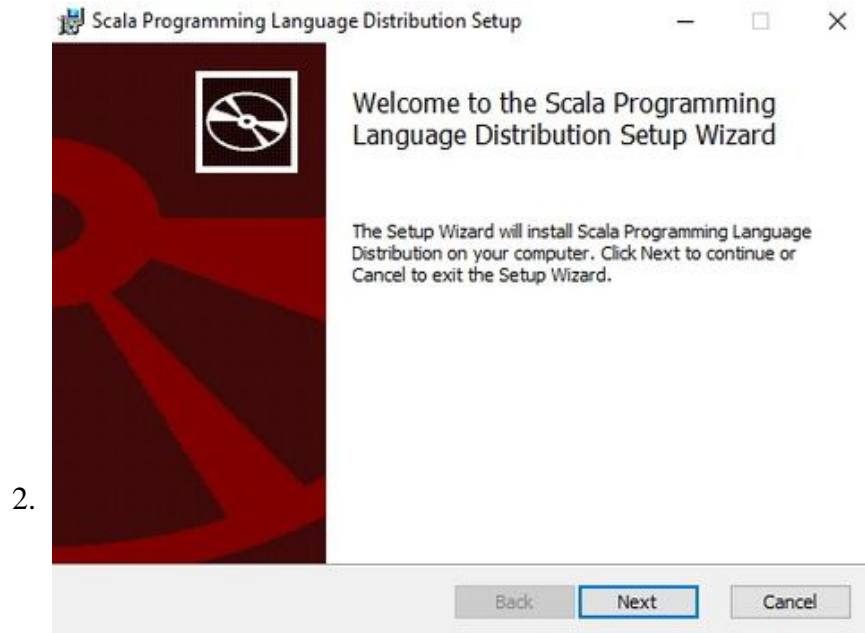 Scala Programming Language Distribution Setup
Welcome to the Scala Programming
Language Distribution Setup Wizard
The Setup Wizard will install Scala Programming Language
Distribution on your computer. Click Next to continue or
Cancel to exit the Setup Wizard.
2.
Back Next Cancel